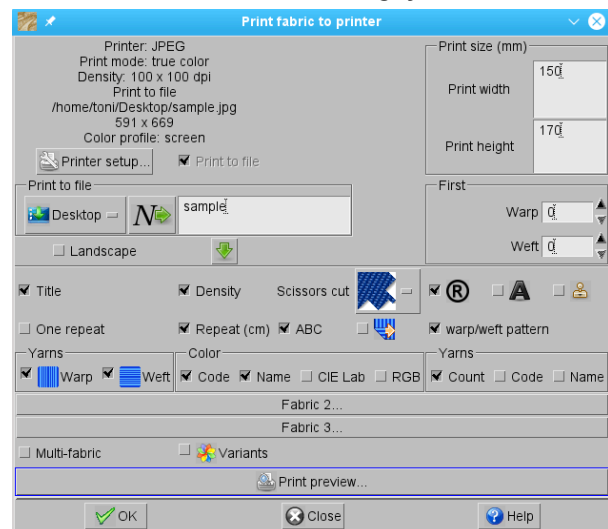 Print fabric to printer
Printer: JPEG
Print mode: true color
Density: 100 x 100 dpi
Print to file
/home/toni/Desktop/sample.jpg
591 x 669
Color profile: screen
Printer setup... Print to file
Print size (mm)
Print width 150
Print height 170
Print to file
Desktop N sample
Landscape
First
Warp 0
Weft 0
Title Density Scissors cut ® A
One repeat Repeat (cm) ABC warp/weft pattern
Yarns Color Yarns
Warp Weft Code Name CIE Lab RGB Count Code Name
Fabric 2...
Fabric 3...
Multi-fabric Variants
Print preview...
OK Close Help